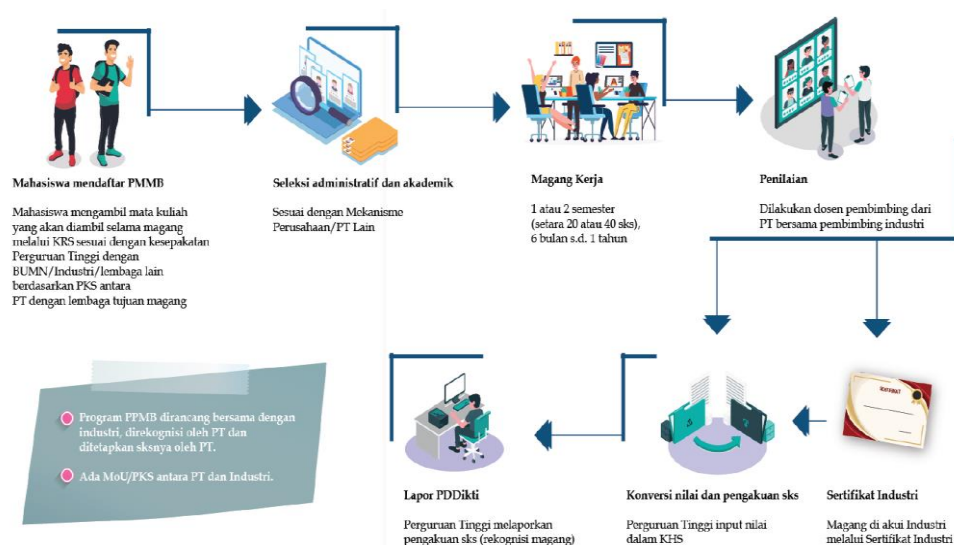 Mahasiswa mendaftar PMMB
Mahasiswa mengambil mata kuliah
yang akan diambil selama magang
melalui KRS sesuai dengan kesepakatan
Perguruan Tinggi dengan
BUMN/Industri/lembaga lain
berdasarkan PKS antara
PT dengan lembaga tujuan magang
Seleksi administratif dan akademik
Sesuai dengan Mekanisme
Perusahaan/PT Lain
Magang Kerja
1 atau 2 semester
(setara 20 atau 40 sks),
6 bulan s.d. 1 tahun
Penilaian
Dilakukan dosen pembimbing dari
PT bersama pembimbing industri
Program PPMB dirancang bersama dengan
industri, direkognisi oleh PT dan
ditetapkan sksnya oleh PT.
Ada MoU/PKS antara PT dan Industri.
Lapor PDDikti
Perguruan Tinggi melaporkan
pengakuan sks (rekognisi magang)
Konversi nilai dan pengakuan sks
Perguruan Tinggi input nilai
dalam KHS
SERTIFIKAT
Sertifikat Industri
Magang di akui Industri
melalui Sertifikat Industri